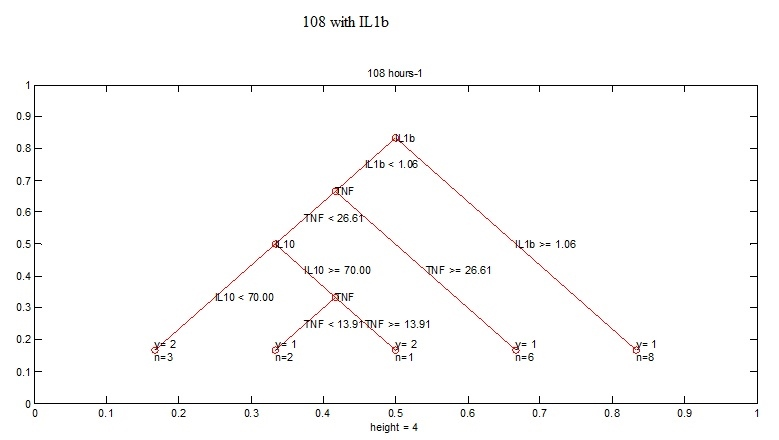 108 with IL1b
108 hours-1
1
0.9
0.8
0.7
0.6
0.5
0.4
0.3
0.2
0.1
0
IL1b
IL1b < 1.06
TNF
TNF < 26.61
IL10
IL1b >= 1.06
IL10 >= 70.00
TNF >= 26.61
IL10 < 70.00
TNF
TNF < 13.91
TNF >= 13.91
y= 2
n=3
y= 1
n=2
y= 2
n=1
y= 1
n=6
y= 1
n=8
0 0.1 0.2 0.3 0.4 0.5 0.6 0.7 0.8 0.9 1
height = 4